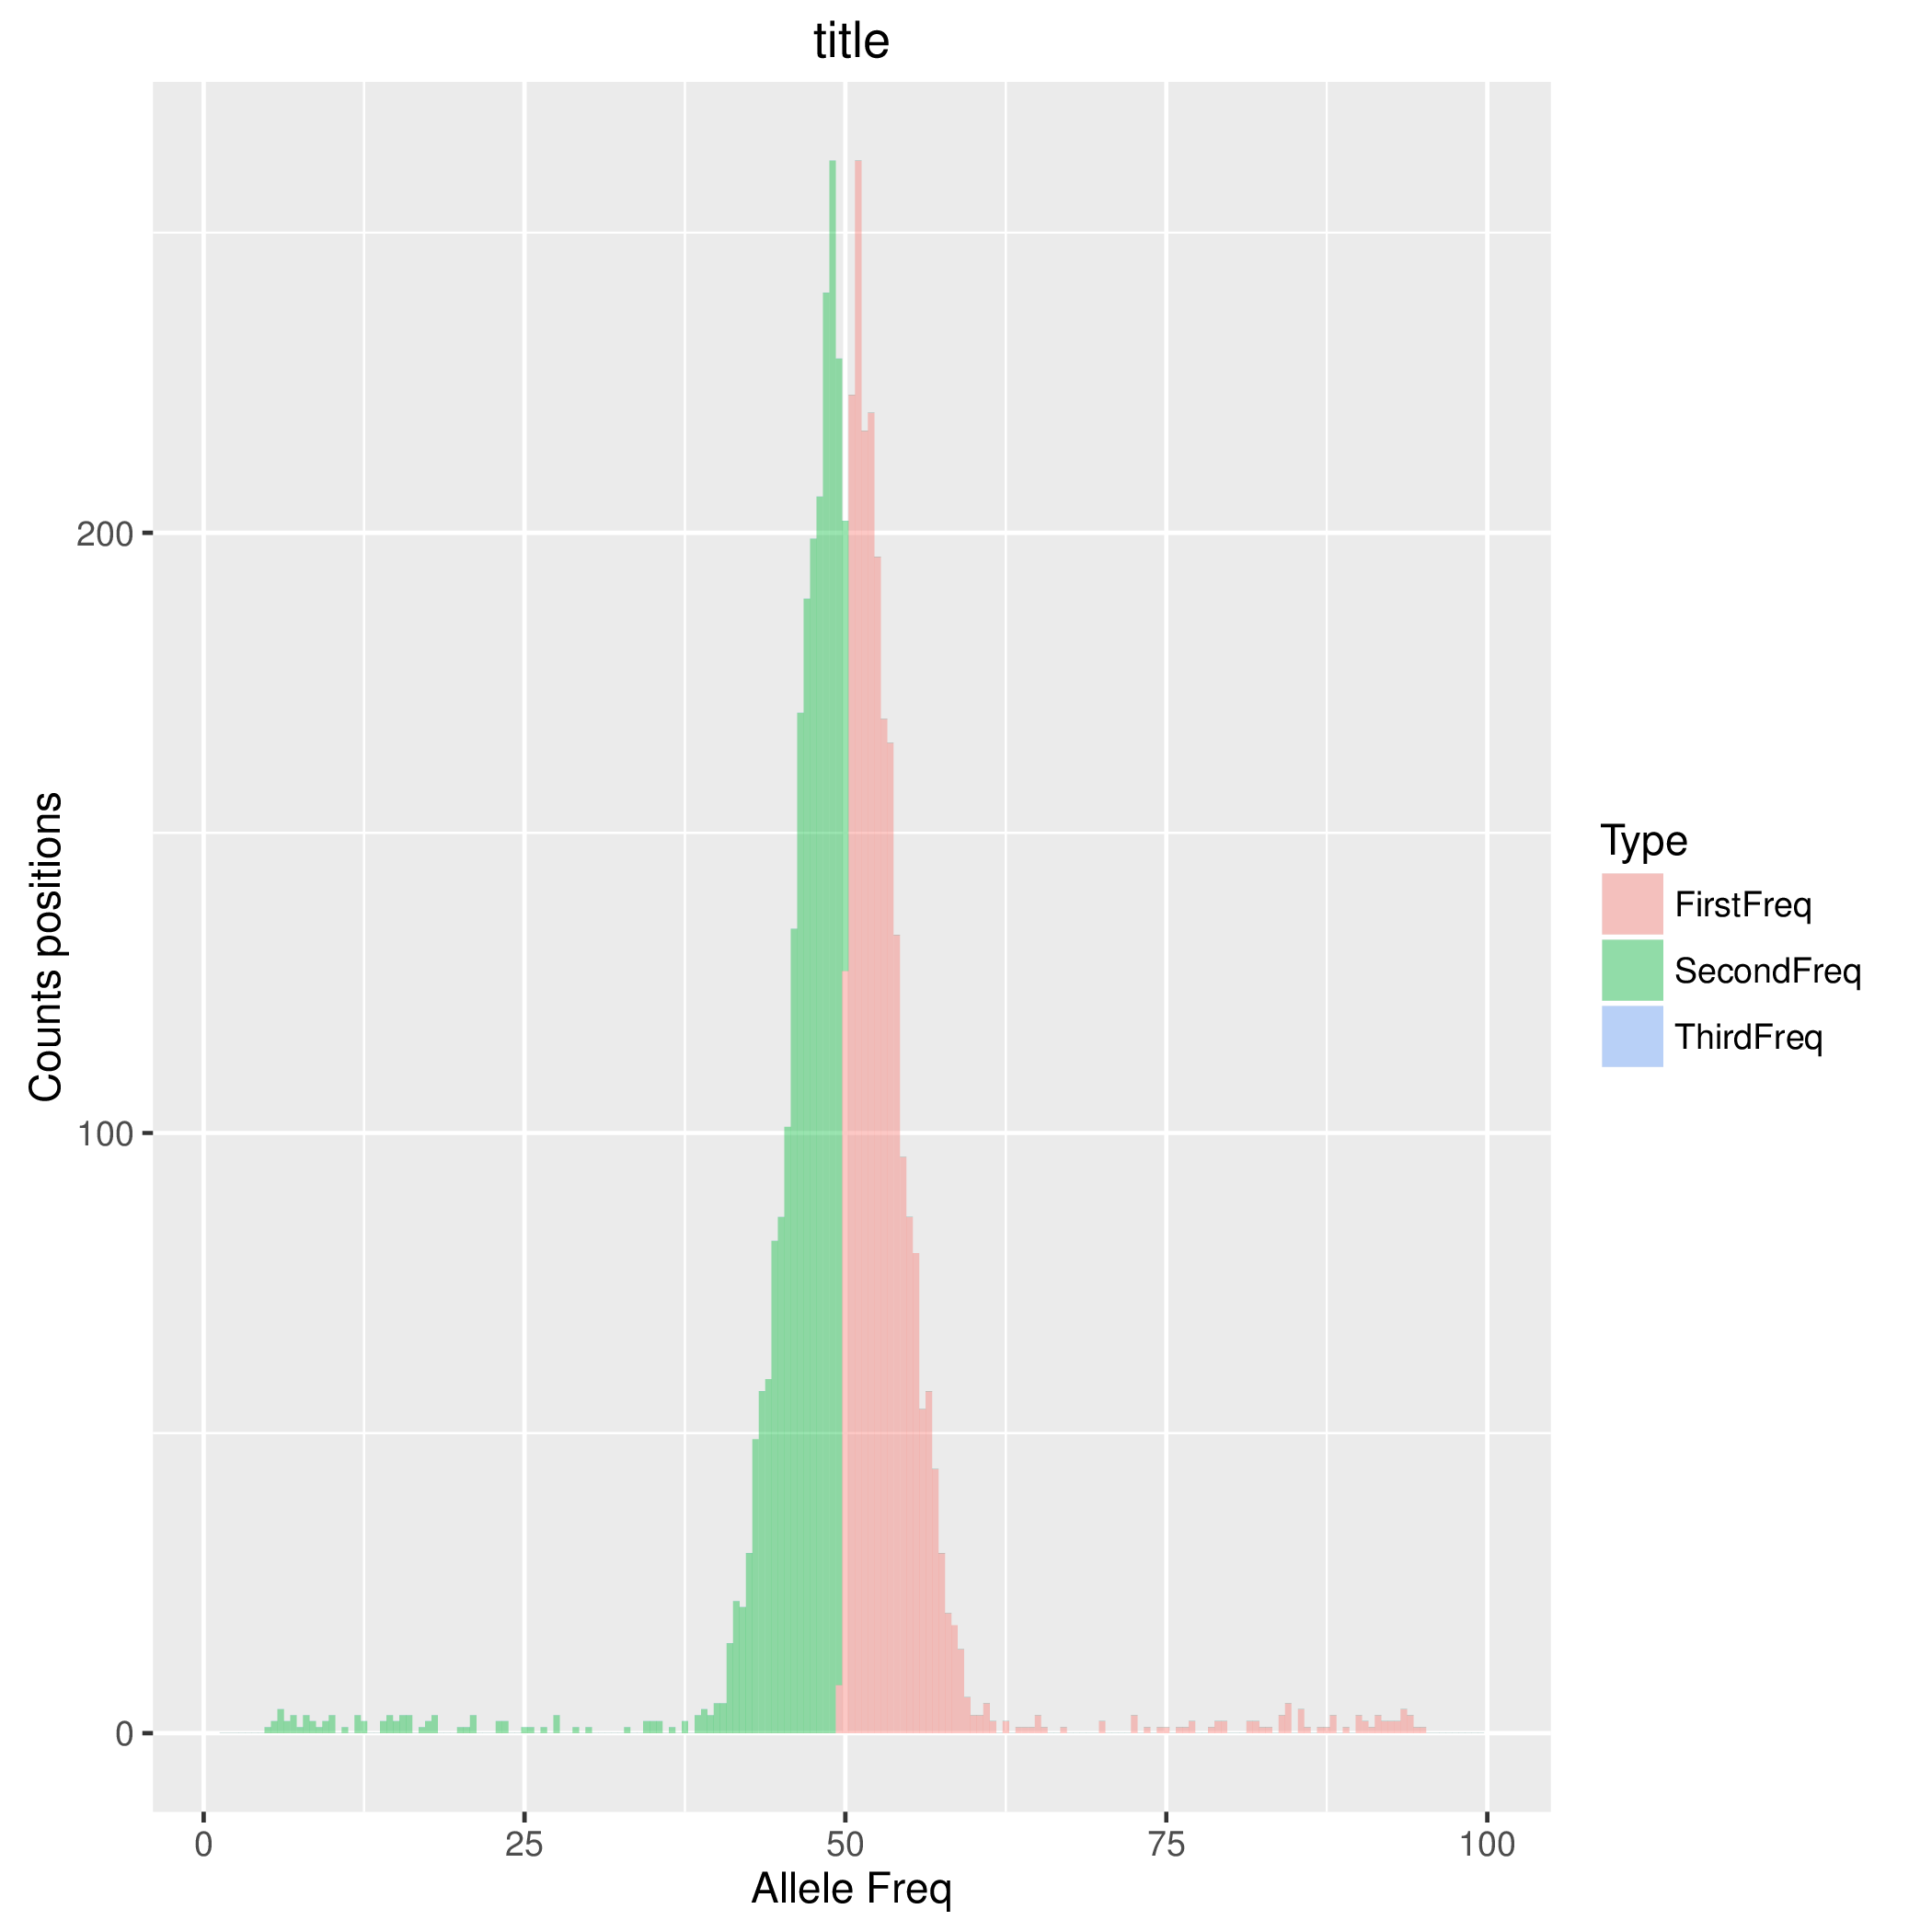 title
Counts positions
200
100
0
0 25 50 75 100
Allele Freq
Type
FirstFreq
SecondFreq
ThirdFreq